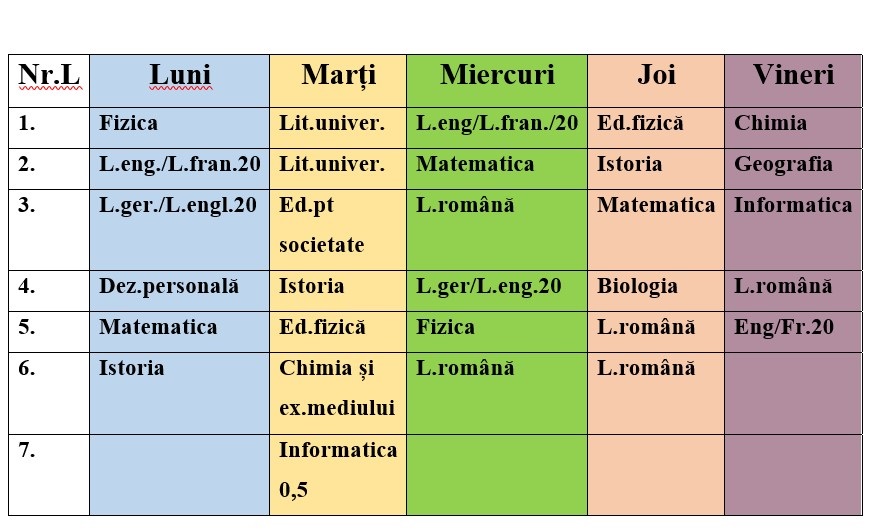 Nr.L Luni Marți Miercuri Joi Vineri
1. Fizica Lit.univer. L.eng/L.fran./20 Ed.fizică Chimia
2. L.eng./L.fran.20 Lit.univer. Matematica Istoria Geografia
3. L.ger./L.engl.20 Ed.pt L.română Matematica Informatica
societate
4. Dez.personală Istoria L.ger/L.eng.20 Biologia L.română
5. Matematica Ed.fizică Fizica L.română Eng/Fr.20
6. Istoria Chimia și L.română L.română
ex.mediului
7. Informatica
0,5